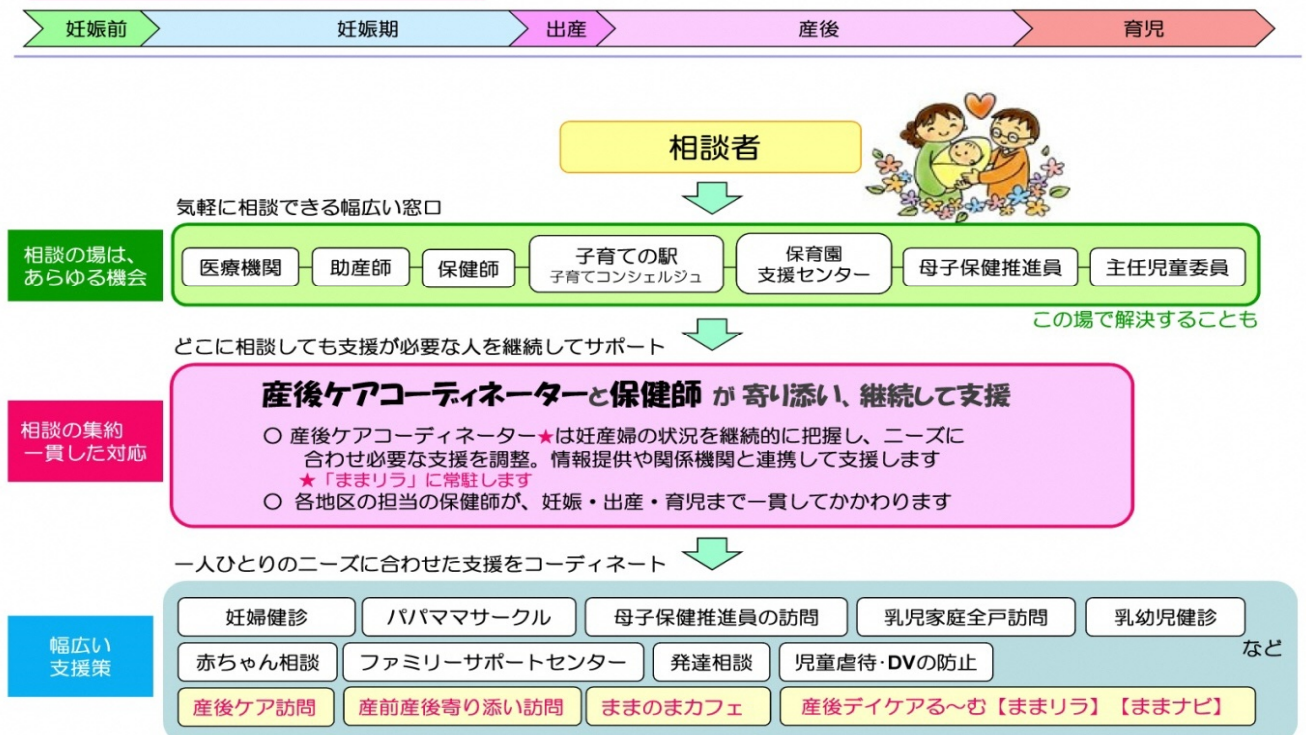 妊娠前 妊娠期 出産 産後 育児
相談者
気軽に相談できる幅広い窓口
相談の場は、
あらゆる機会
医療機関 助産師 保健師 子育ての駅 保育園 母子保健推進員 主任児童委員
子育てコンシェルジュ 支援センター
この場で解決することも
どこに相談しても支援が必要な人を継続してサポート
相談の集約
一貫した対応
産後ケアコーディネーターと保健師 が 寄り添い、継続して支援
○ 産後ケアコーディネーター★は妊産婦の状況を継続的に把握し、ニーズに
合わせ必要な支援を調整。情報提供や関係機関と連携して支援します
★「ままリラ」に常駐します
○ 各地区の担当の保健師が、妊娠・出産・育児まで一貫してかかわります
一人ひとりのニーズに合わせた支援をコーディネート
幅広い
支援策
妊婦健診 パパママサークル 母子保健推進員の訪問 乳児家庭全戸訪問 乳幼児健診
赤ちゃん相談 ファミリーサポートセンター 発達相談 児童虐待・DVの防止 など
産後ケア訪問 産前産後寄り添い訪問 ままのまカフェ 産後デイケアる～む【ままリラ】【ままナビ】